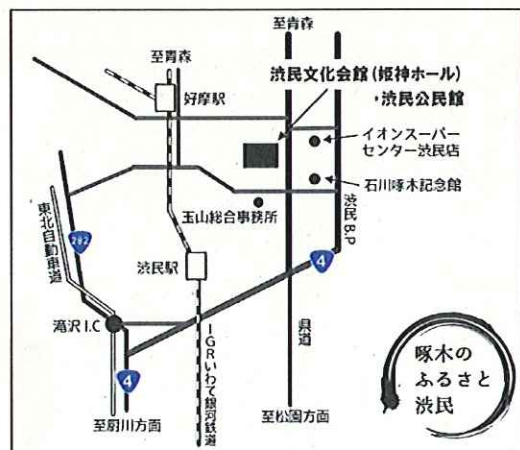 至青森
至青森
好摩駅
渋民文化会館(姫神ホール)
・渋民公民館
イオンスーパー
センター渋民店
石川啄木記念館
玉山総合事務所
渋民B.P
東北自動車道
282
渋民駅
4
滝沢I.C
IGRいわて銀河鉄道
県道
4
至厨川方面
至松園方面
啄木の
ふるさと
渋民